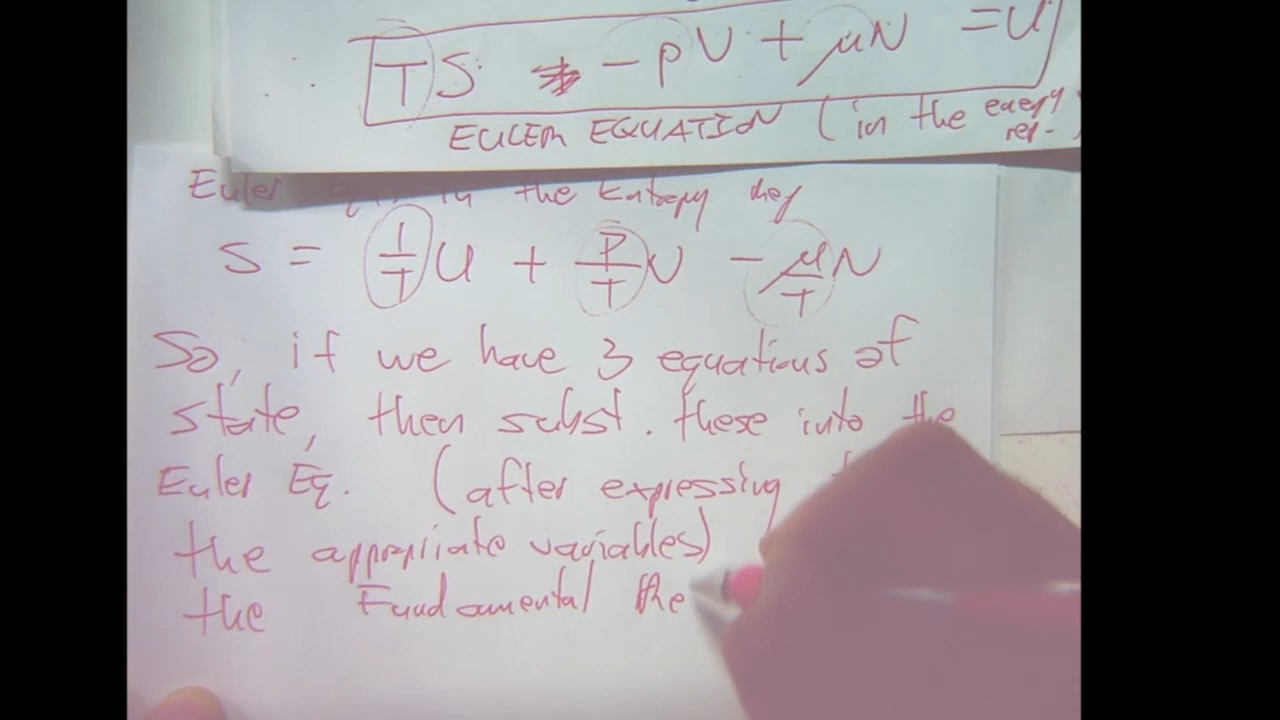 TS - pV + μN = U
EULER EQUATION (in the energy
rep.)
Euler Eq. in the Entropy
S = 1/T U + P/T V - μ/T N
So, if we have 3 equations of
state, then subst. these into the
Euler Eq. (after expressing
the appropriate variables)
the Fundamental the